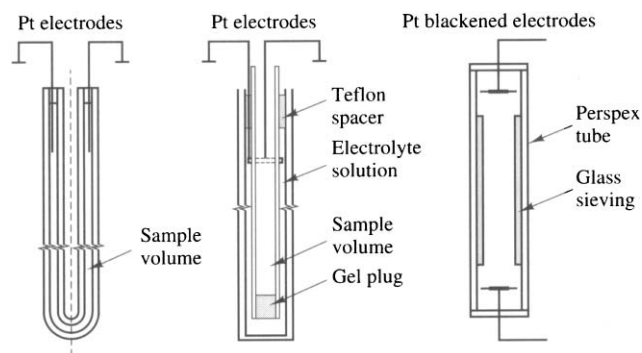 Pt electrodes
Pt electrodes
Pt blackened electrodes
Teflon
spacer
Electrolyte
solution
Sample
volume
Gel plug
Sample
volume
Perspex
tube
Glass
sieving